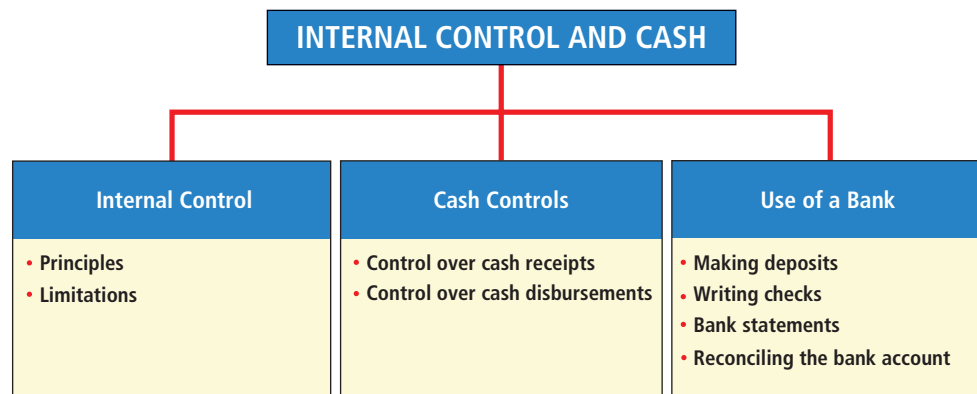 INTERNAL CONTROL AND CASH
Internal Control
• Principles
• Limitations
Cash Controls
• Control over cash receipts
• Control over cash disbursements
Use of a Bank
• Making deposits
• Writing checks
• Bank statements
• Reconciling the bank account